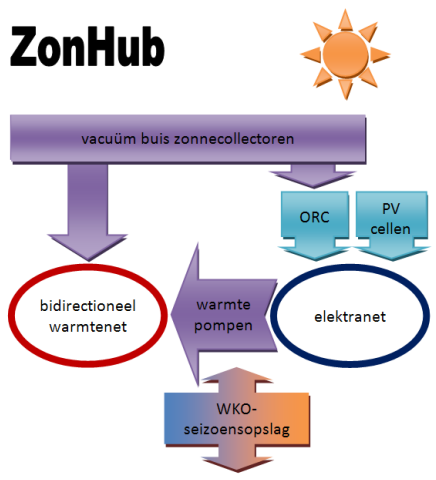 ZonHub
vacuüm buis zonnecollectoren
ORC
PV
cellen
bidirectioneel
warmtenet
warmte
pompen
elektranet
WKO-
seizoensopslag